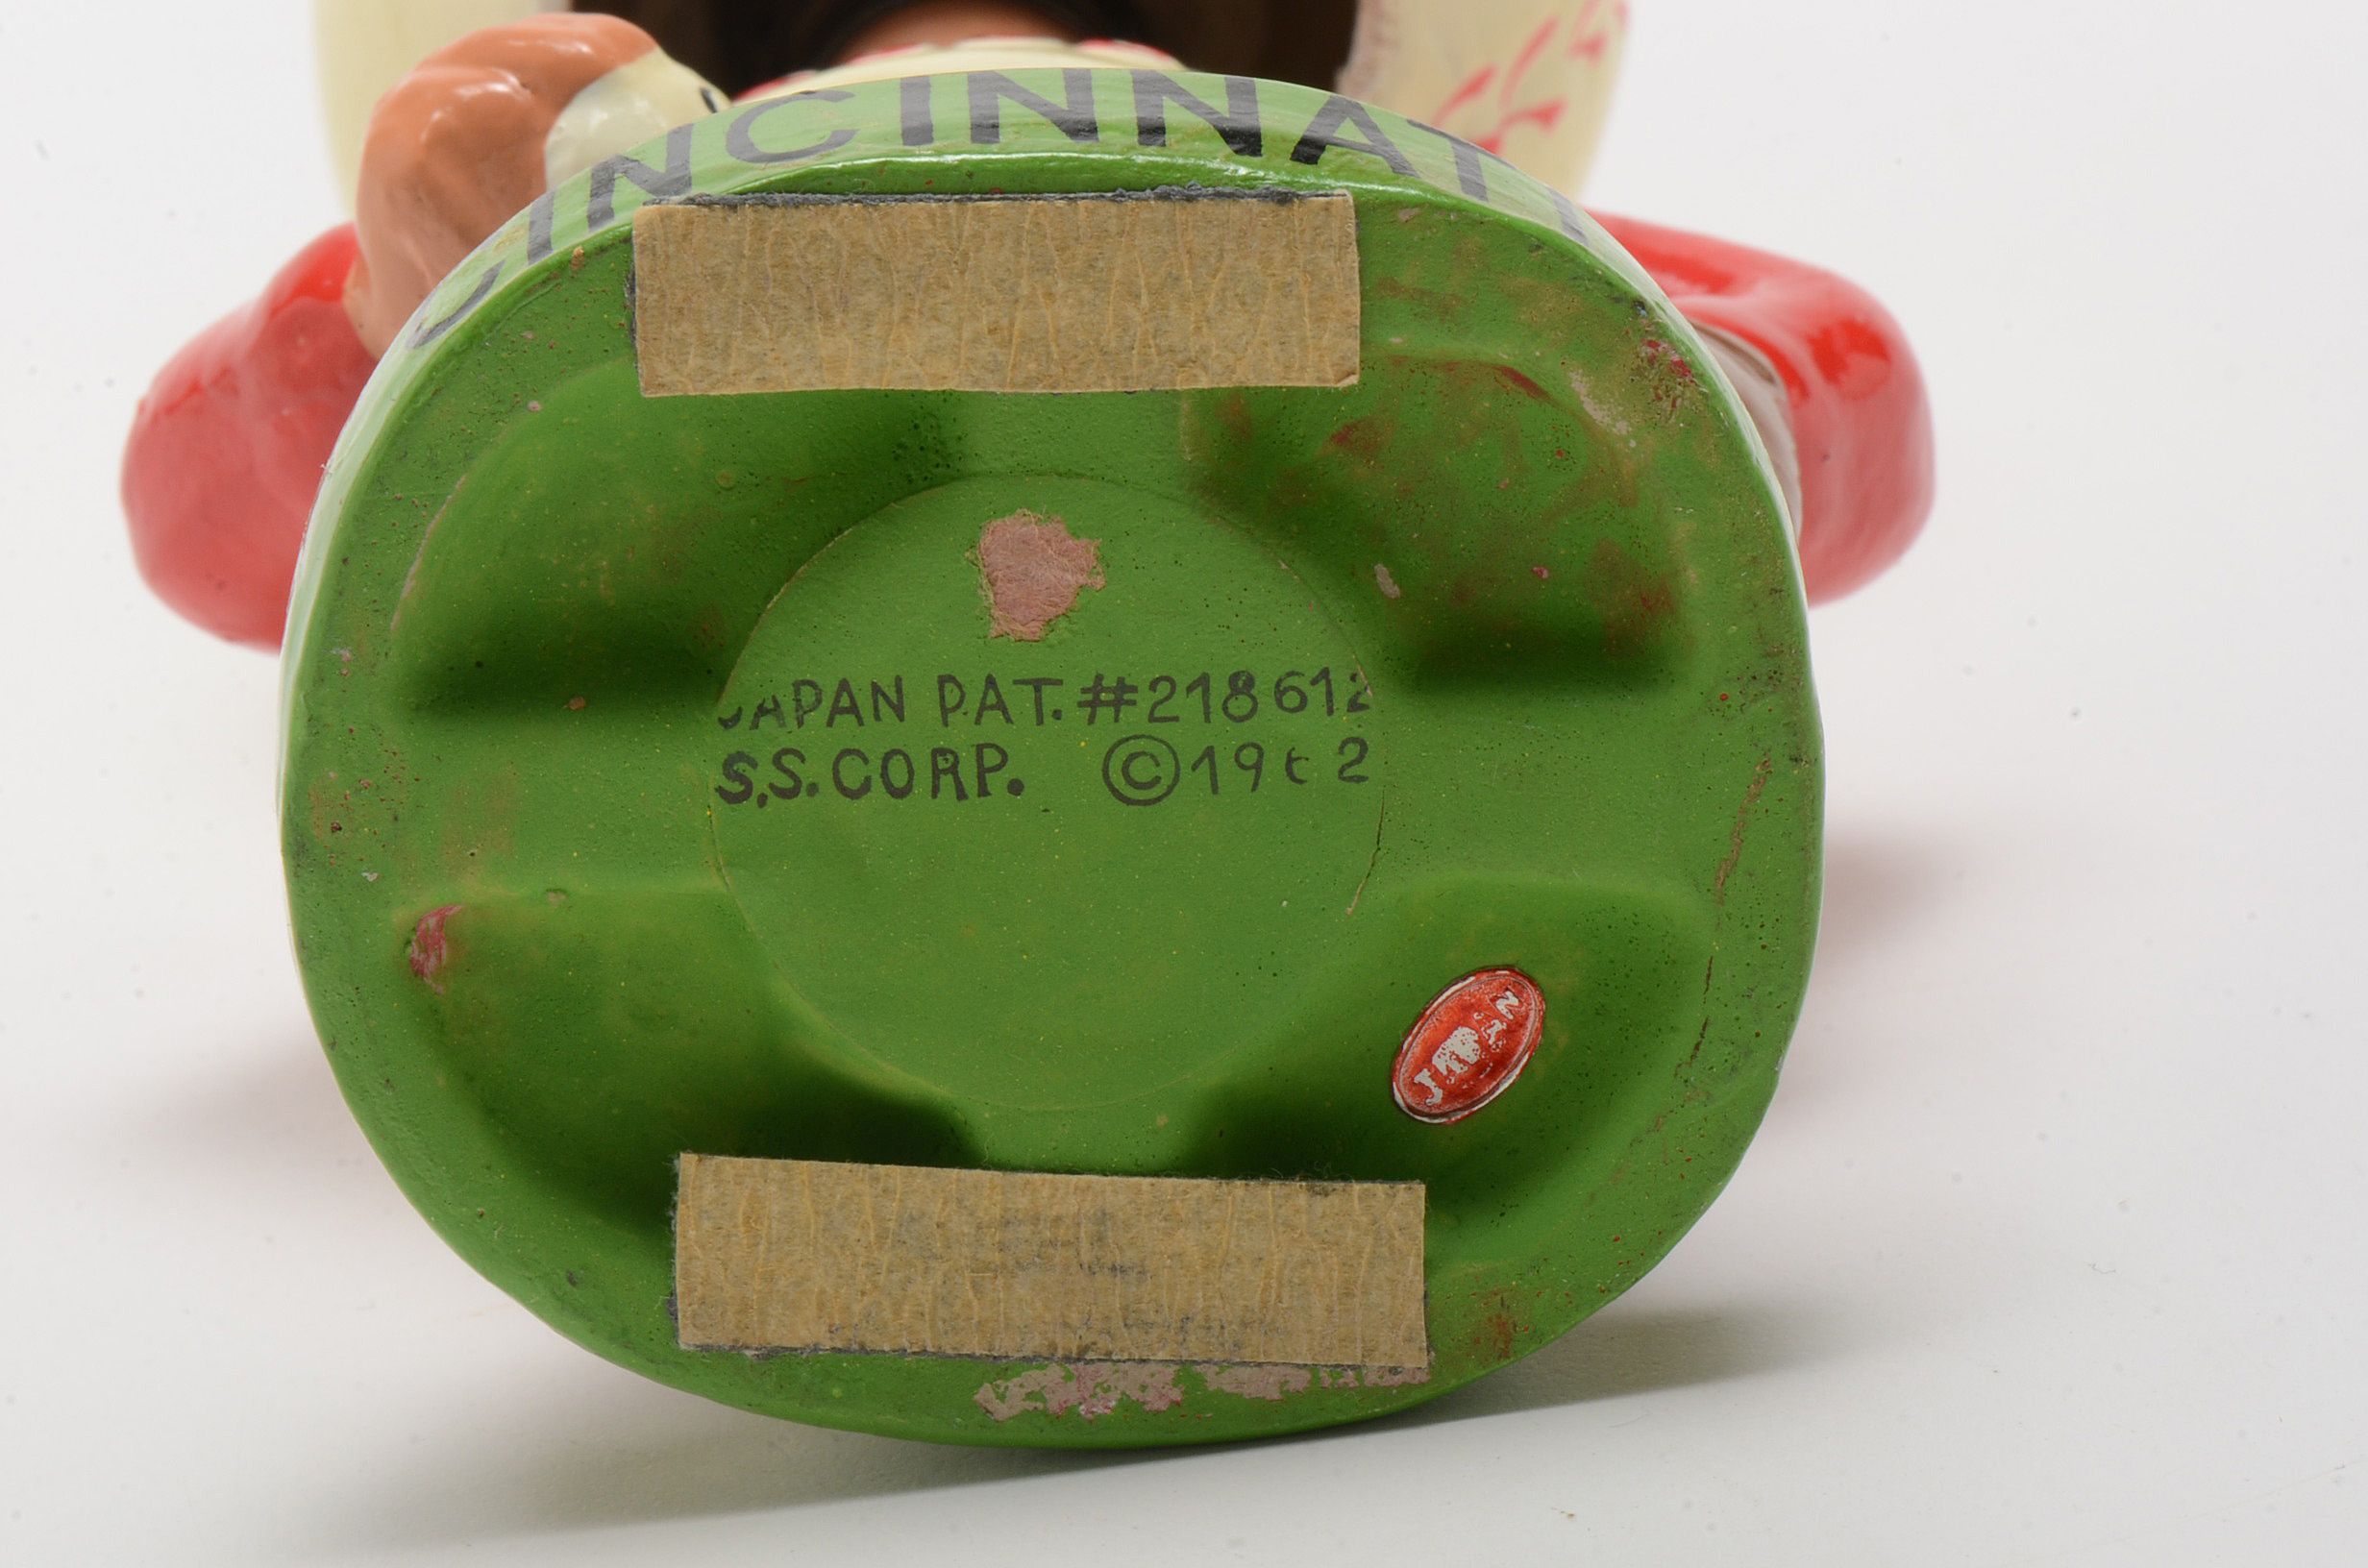 CINCINNATI
JAPAN PAT. #218612
S.S. CORP. ©1962
JAPAN